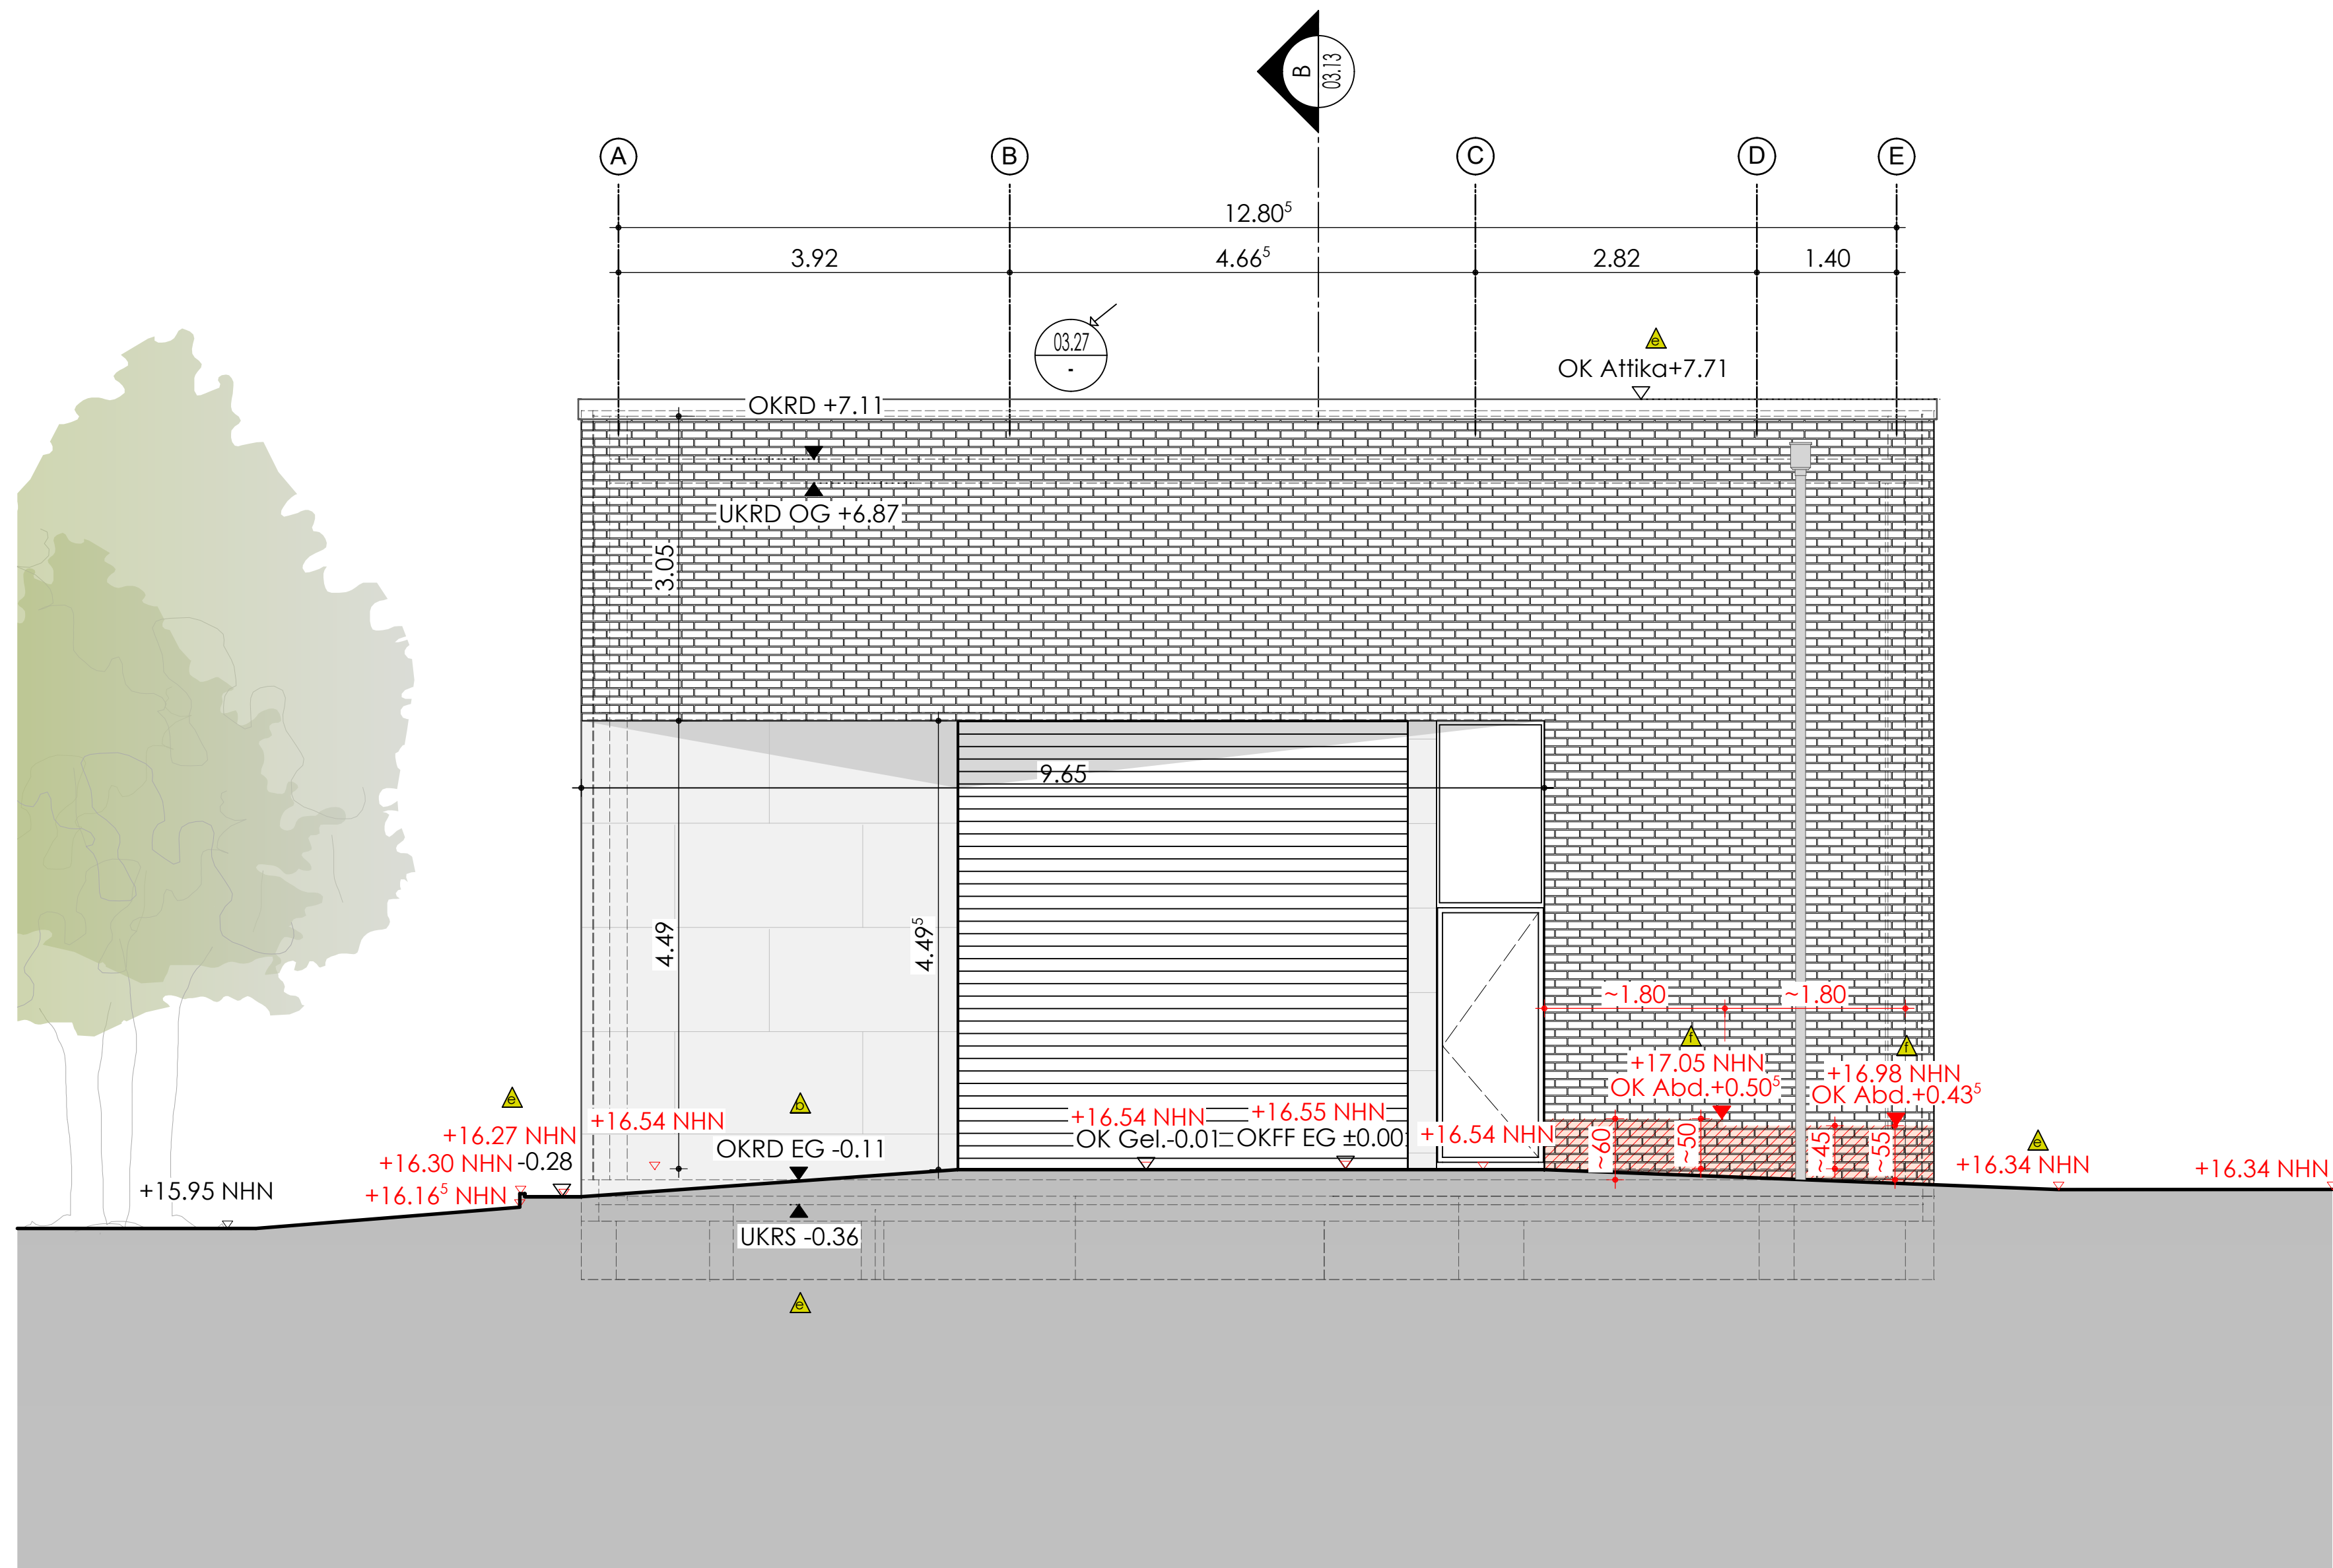 B
03.13
A B C D E
12.80⁵
3.92 4.66⁵ 2.82 1.40
03.27
-
e
OK Attika+7.71
OKRD +7.11
UKRD OG +6.87
3.05
9.65
4.49
4.49⁵
~1.80 ~1.80
f
f
+17.05 NHN
OK Abd.+0.50⁵
+16.98 NHN
OK Abd.+0.43⁵
e
b
+16.54 NHN
+16.54 NHN
+16.55 NHN
+16.27 NHN
OKRD EG -0.11
OK Gel.-0.01
OKFF EG ±0.00
+16.54 NHN
~60
~50
~45
~55
e
+16.30 NHN -0.28
+16.34 NHN
+16.34 NHN
+15.95 NHN
+16.16⁵ NHN
UKRS -0.36
e